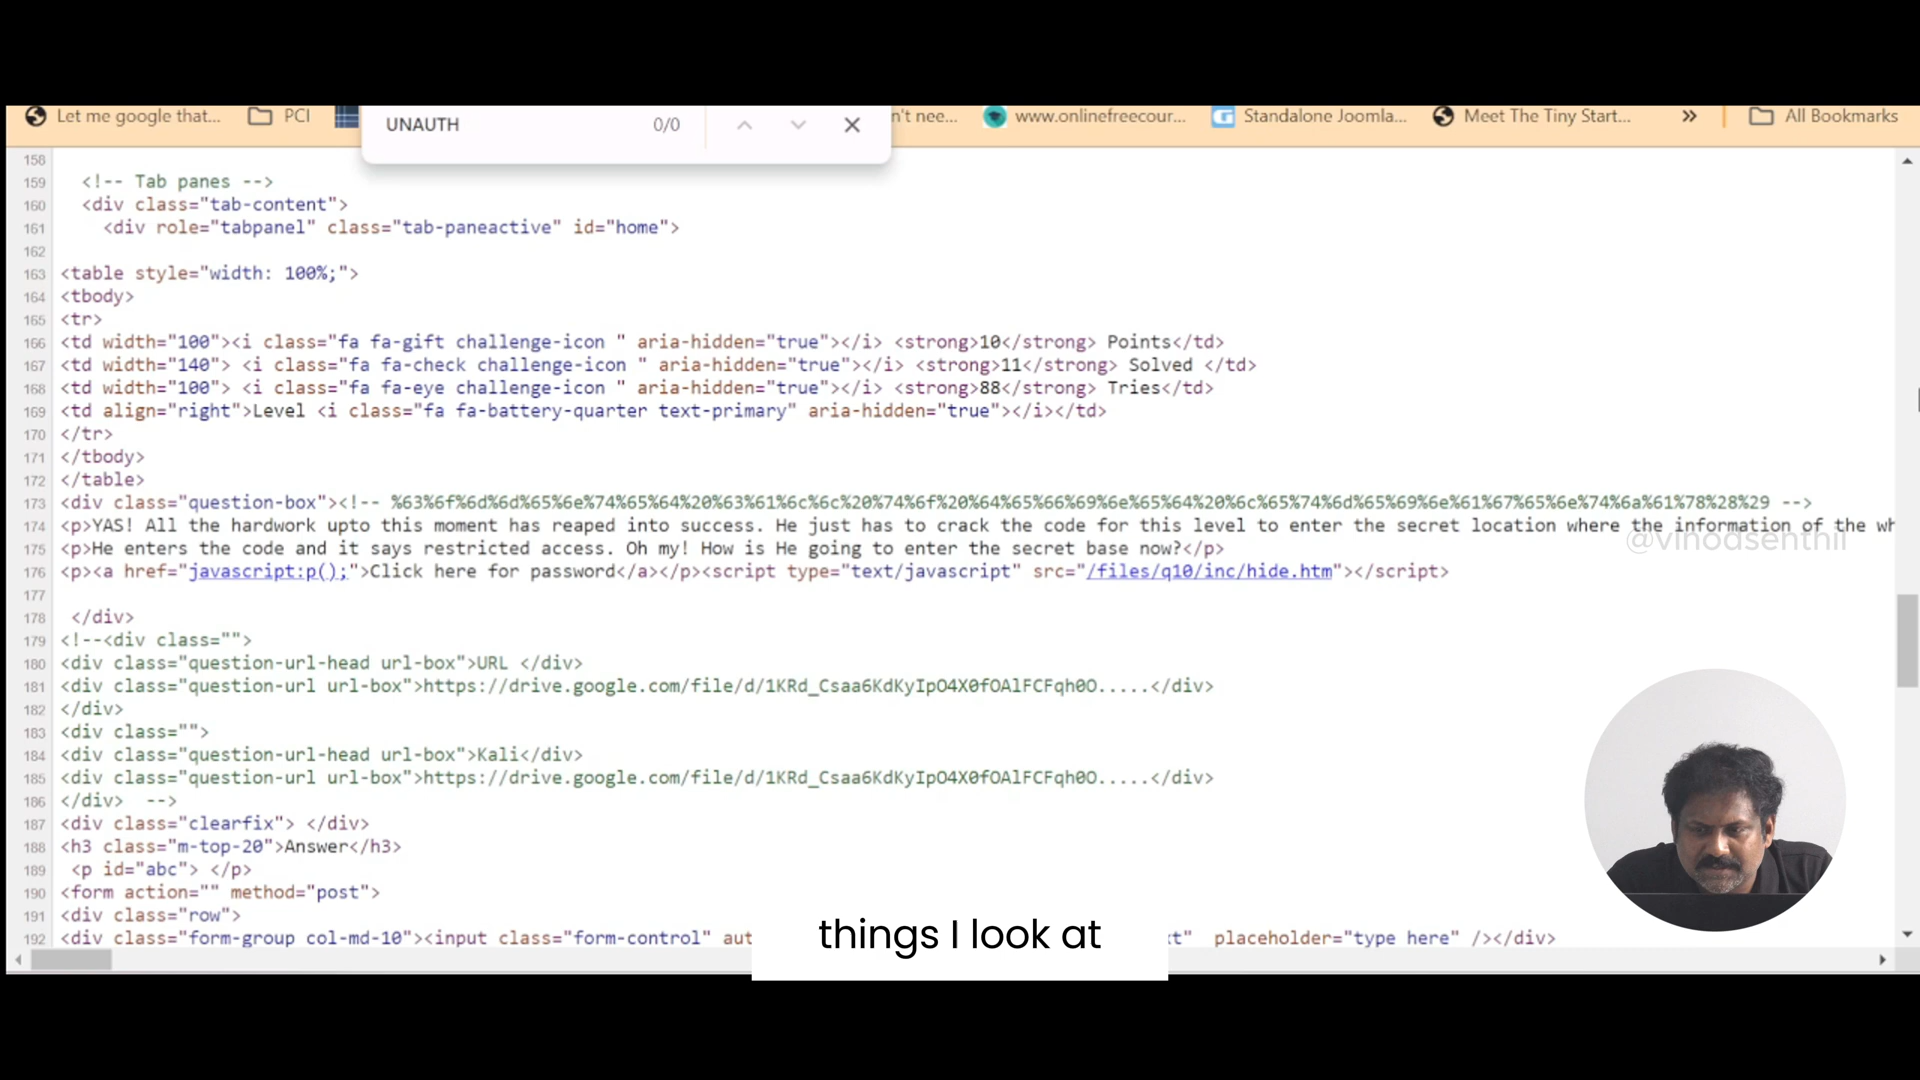 Let me google that...
PCI
UNAUTH
0/0
n't nee...
www.onlinefreecour...
Standalone Joomla...
Meet The Tiny Start...
»
All Bookmarks
158
159 <!-- Tab panes -->
160 <div class="tab-content">
161 <div role="tabpanel" class="tab-paneactive" id="home">
162
163 <table style="width: 100%;">
164 <tbody>
165 <tr>
166 <td width="100"><i class="fa fa-gift challenge-icon " aria-hidden="true"></i> <strong>10</strong> Points</td>
167 <td width="140"> <i class="fa fa-check challenge-icon " aria-hidden="true"></i> <strong>11</strong> Solved </td>
168 <td width="100"> <i class="fa fa-eye challenge-icon " aria-hidden="true"></i> <strong>88</strong> Tries</td>
169 <td align="right">Level <i class="fa fa-battery-quarter text-primary" aria-hidden="true"></i></td>
170 </tr>
171 </tbody>
172 </table>
173 <div class="question-box"><!-- %63%6f%6d%6d%65%6e%74%65%64%20%63%61%6c%6c%20%74%6f%20%64%65%66%69%6e%65%64%20%6c%65%74%6d%65%69%6e%61%67%65%6e%74%6a%61%78%28%29 -->
174 <p>YAS! All the hardwork upto this moment has reaped into success. He just has to crack the code for this level to enter the secret location where the information of the wh
175 <p>He enters the code and it says restricted access. Oh my! How is He going to enter the secret base now?</p>
@vinodsenthil
176 <p><a href="javascript:p();">Click here for password</a></p><script type="text/javascript" src="/files/q10/inc/hide.htm"></script>
177
178 </div>
179 <!--<div class="">
180 <div class="question-url-head url-box">URL </div>
181 <div class="question-url url-box">https://drive.google.com/file/d/1KRd_Csaa6KdKyIpO4X0fOAlFCFqh0O.....</div>
182 </div>
183 <div class="">
184 <div class="question-url-head url-box">Kali</div>
185 <div class="question-url url-box">https://drive.google.com/file/d/1KRd_Csaa6KdKyIpO4X0fOAlFCFqh0O.....</div>
186 </div> -->
187 <div class="clearfix"> </div>
188 <h3 class="m-top-20">Answer</h3>
189 <p id="abc"> </p>
190 <form action="" method="post">
191 <div class="row">
192 <div class="form-group col-md-10"><input class="form-control" aut xt" placeholder="type here" /></div>
things I look at